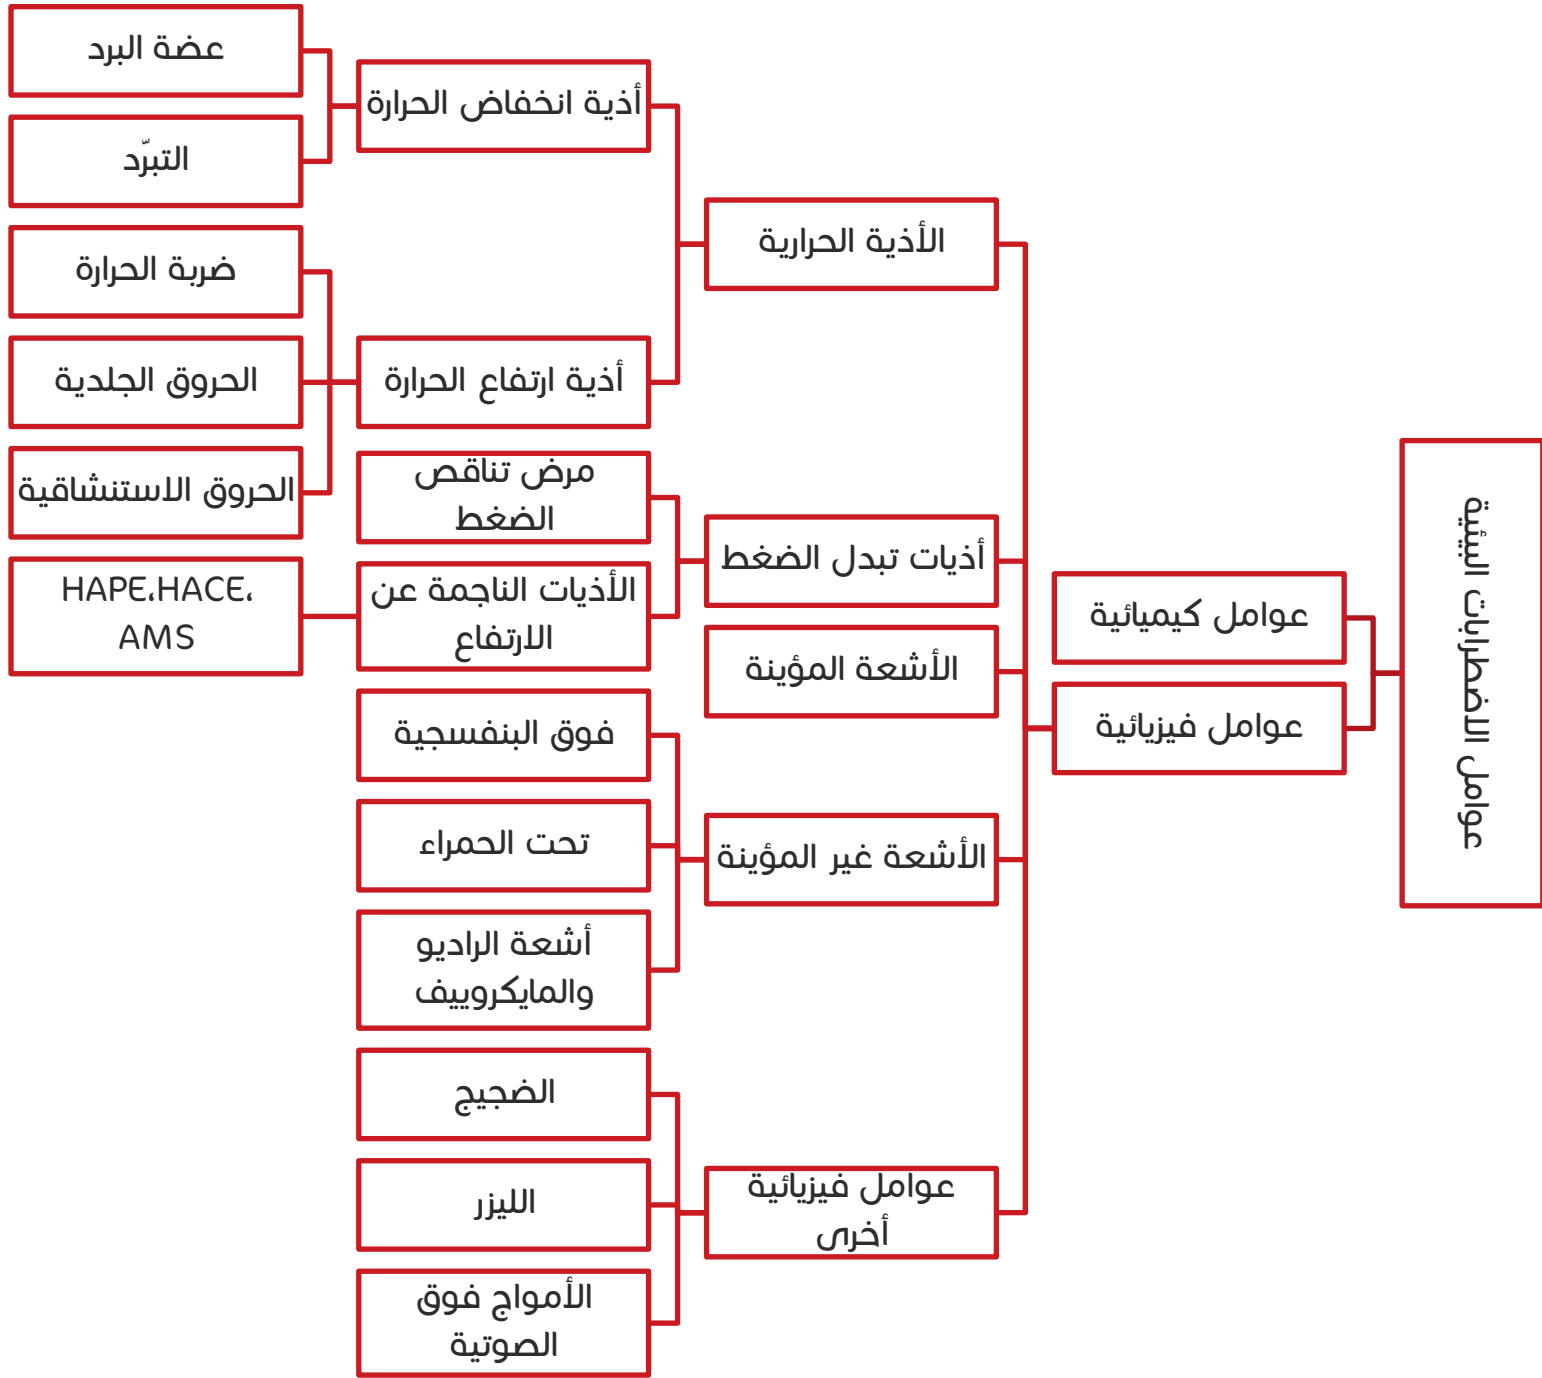 عوامل الاضطرابات البيئية
عوامل كيميائية
عوامل فيزيائية
الأذية الحرارية
أذية انخفاض الحرارة
عضة البرد
التبرّد
أذية ارتفاع الحرارة
ضربة الحرارة
الحروق الجلدية
الحروق الاستنشاقية
أذيات تبدل الضغط
مرض تناقص
الضغط
الأذيات الناجمة عن
الارتفاع
HAPE،HACE،
AMS
الأشعة المؤينة
الأشعة غير المؤينة
فوق البنفسجية
تحت الحمراء
أشعة الراديو
والمايكروييف
عوامل فيزيائية
أخرى
الضجيج
الليزر
الأمواج فوق
الصوتية